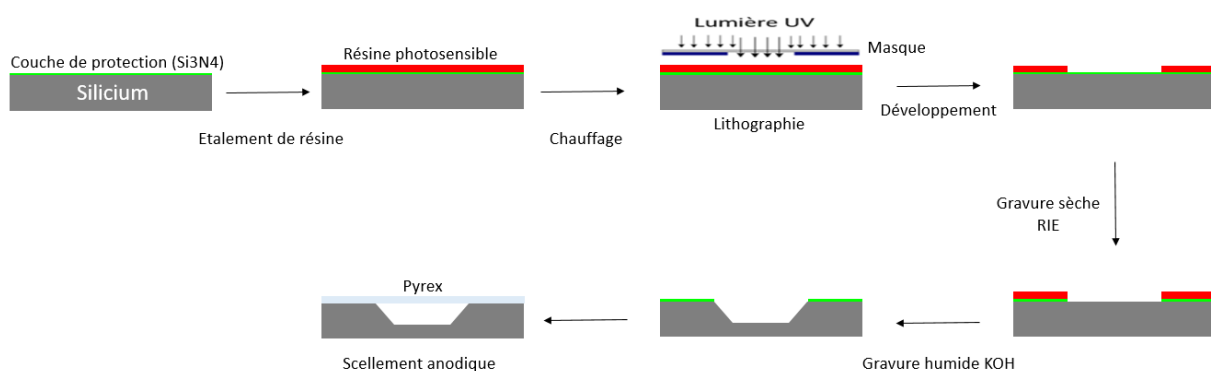 Couche de protection (Si3N4)
Silicium
Etalement de résine
Résine photosensible
Chauffage
Lumière UV
Masque
Lithographie
Développement
Gravure sèche
RIE
Gravure humide KOH
Pyrex
Scellement anodique